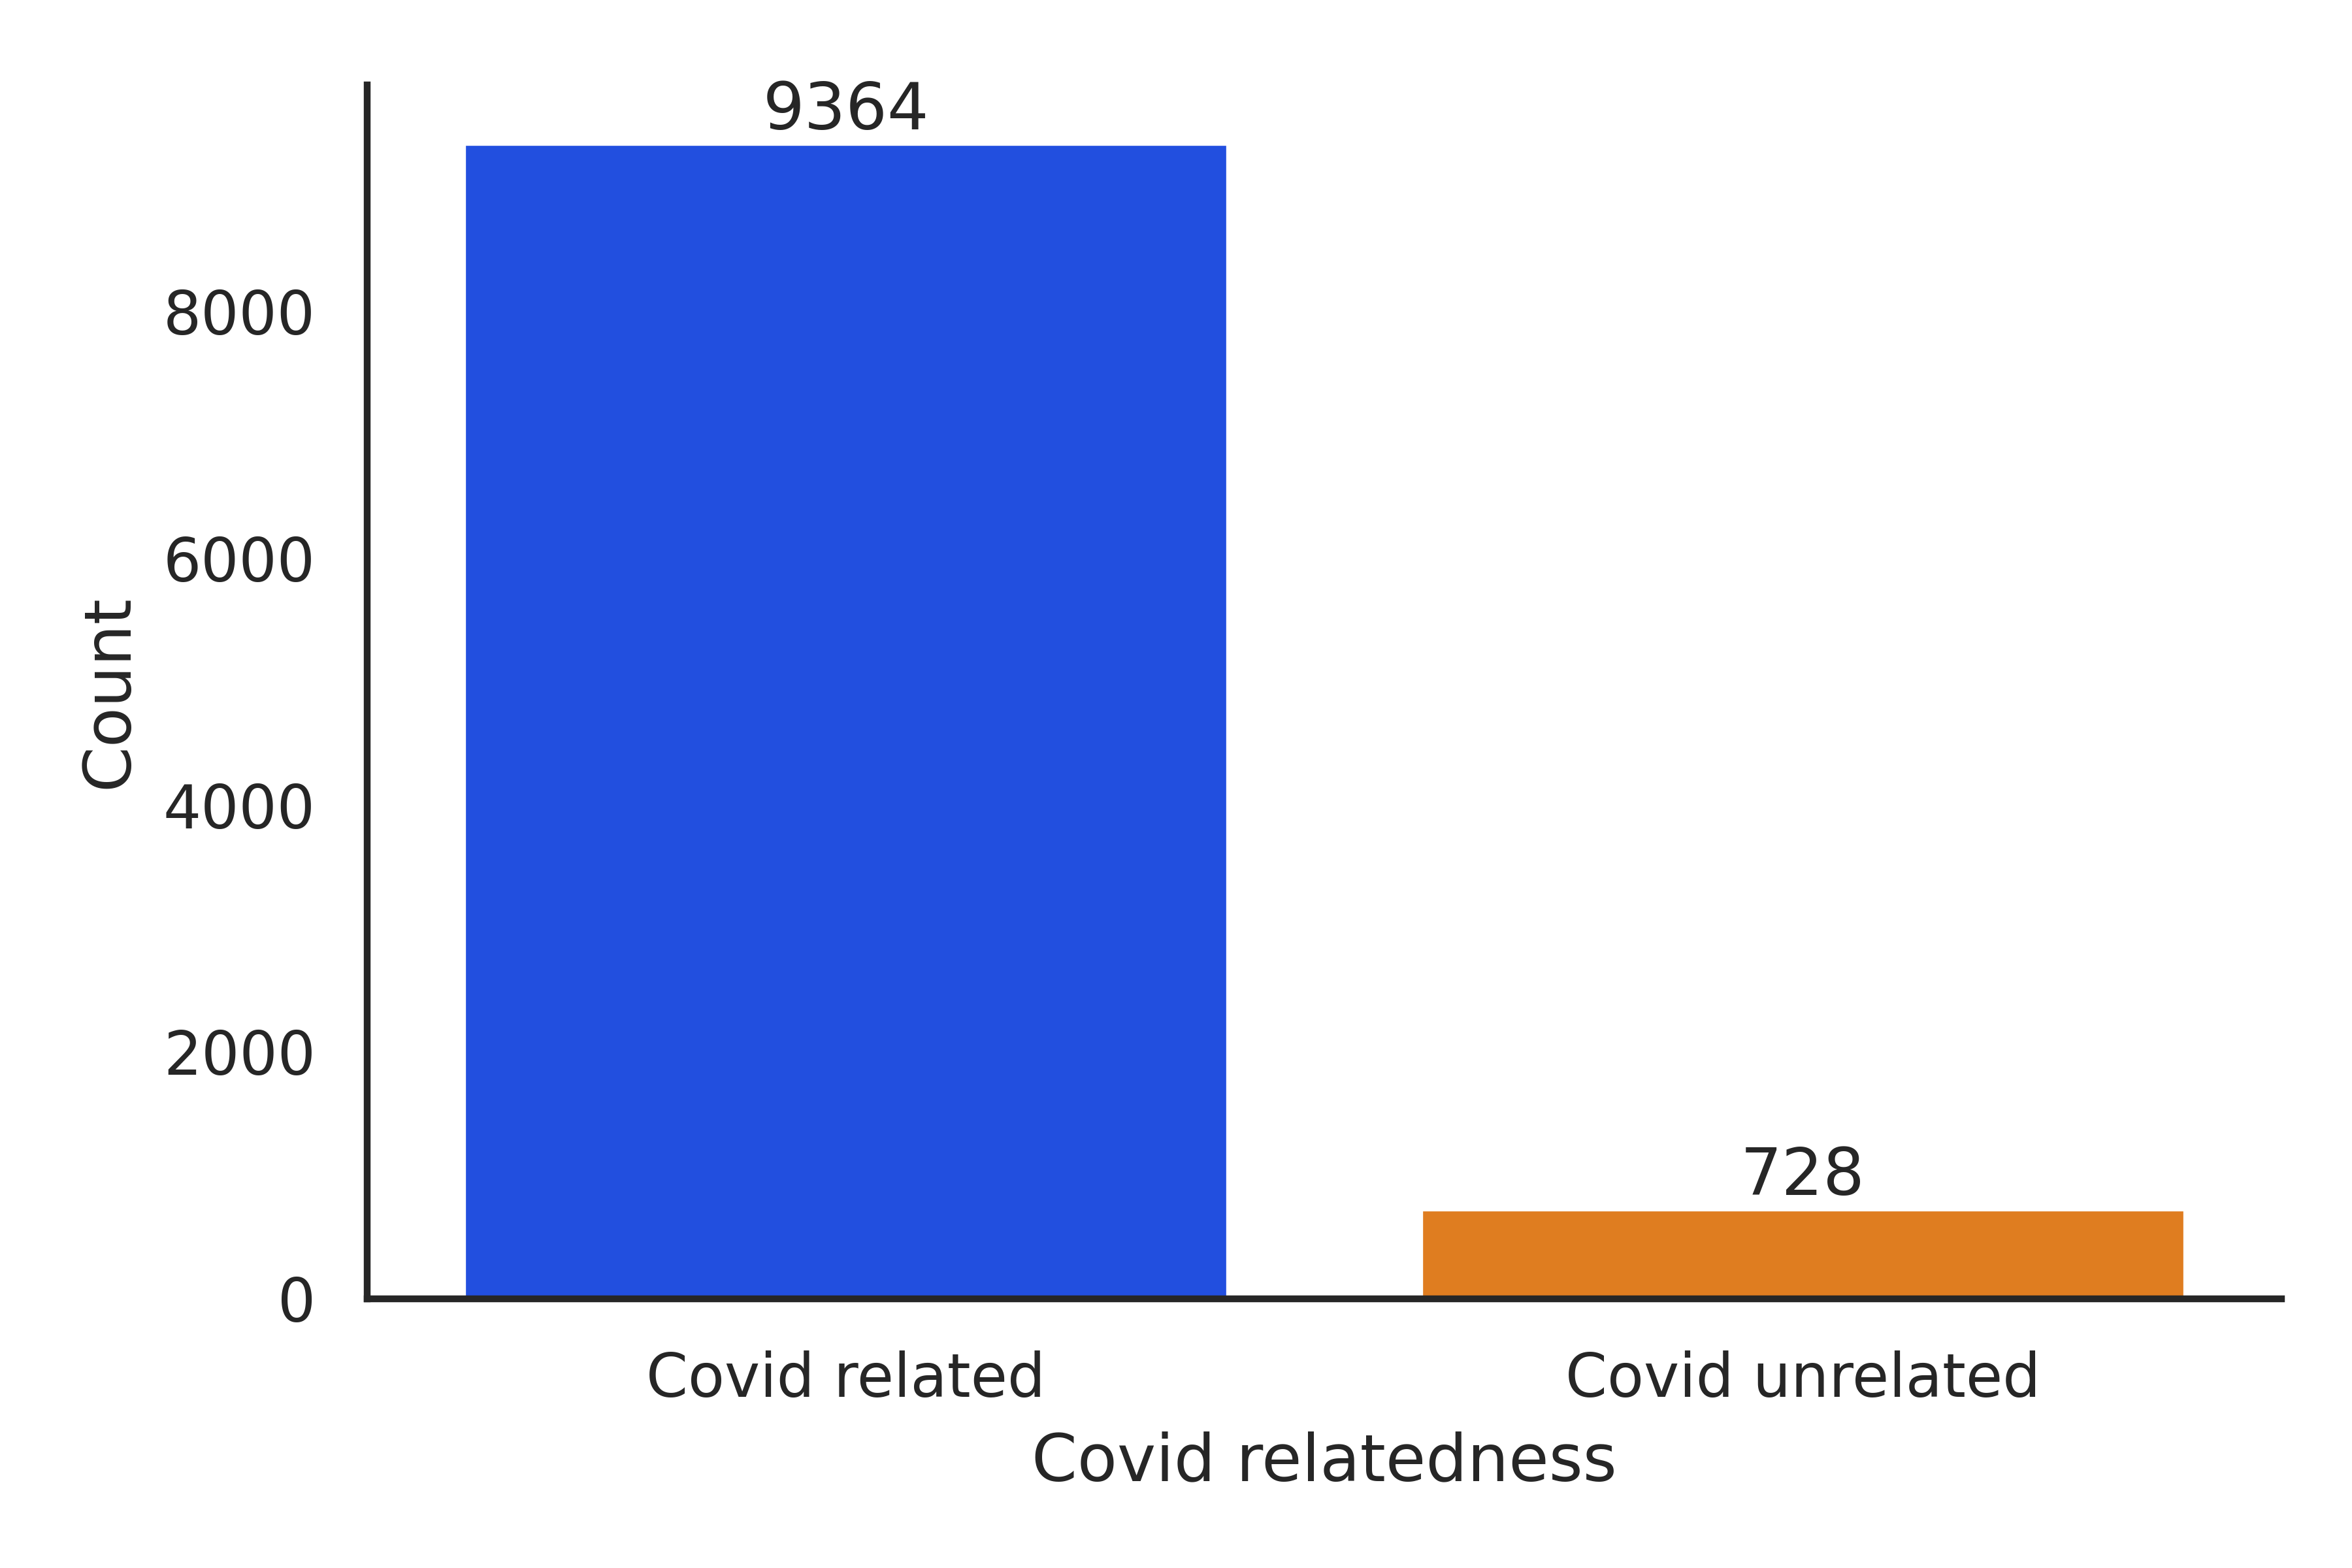 9364
8000
6000
Count
4000
2000
728
0
Covid related
Covid unrelated
Covid relatedness